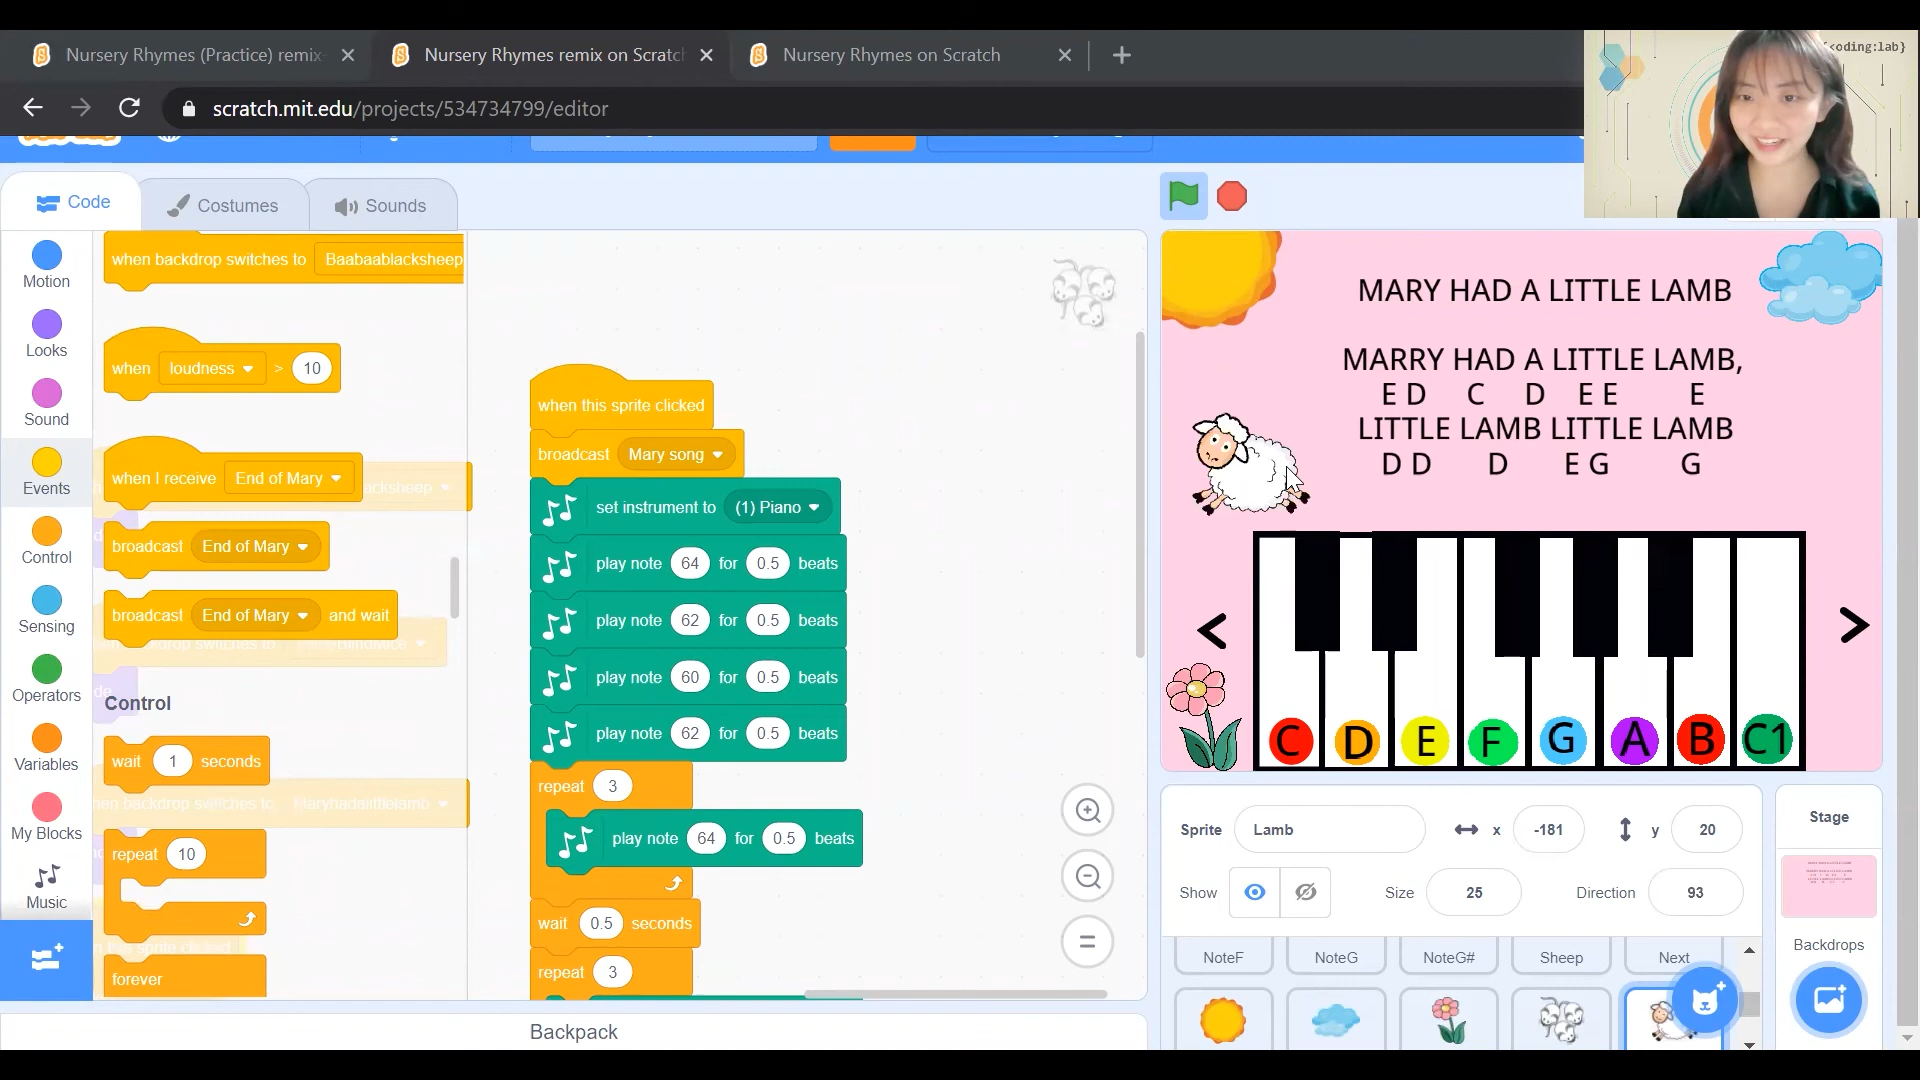 Nursery Rhymes (Practice) remix
Nursery Rhymes remix on Scratch
Nursery Rhymes on Scratch
{<coding:lab}
scratch.mit.edu/projects/534734799/editor
Code
Costumes
Sounds
Motion
Looks
Sound
Events
Control
Sensing
Operators
Variables
My Blocks
Music
when backdrop switches to Baabaablacksheep
when loudness > 10
when I receive End of Mary
broadcast End of Mary
broadcast End of Mary and wait
Control
wait 1 seconds
Maryhadalittlelamb
repeat 10
forever
when this sprite clicked
broadcast Mary song
set instrument to (1) Piano
play note 64 for 0.5 beats
play note 62 for 0.5 beats
play note 60 for 0.5 beats
play note 62 for 0.5 beats
repeat 3
play note 64 for 0.5 beats
wait 0.5 seconds
repeat 3
Backpack
MARY HAD A LITTLE LAMB
MARRY HAD A LITTLE LAMB,
E D C D E E E
LITTLE LAMB LITTLE LAMB
D D D E G G
C D E F G A B C1
Sprite Lamb x -181 y 20
Show Size 25 Direction 93
NoteF NoteG NoteG# Sheep Next
Stage
Backdrops